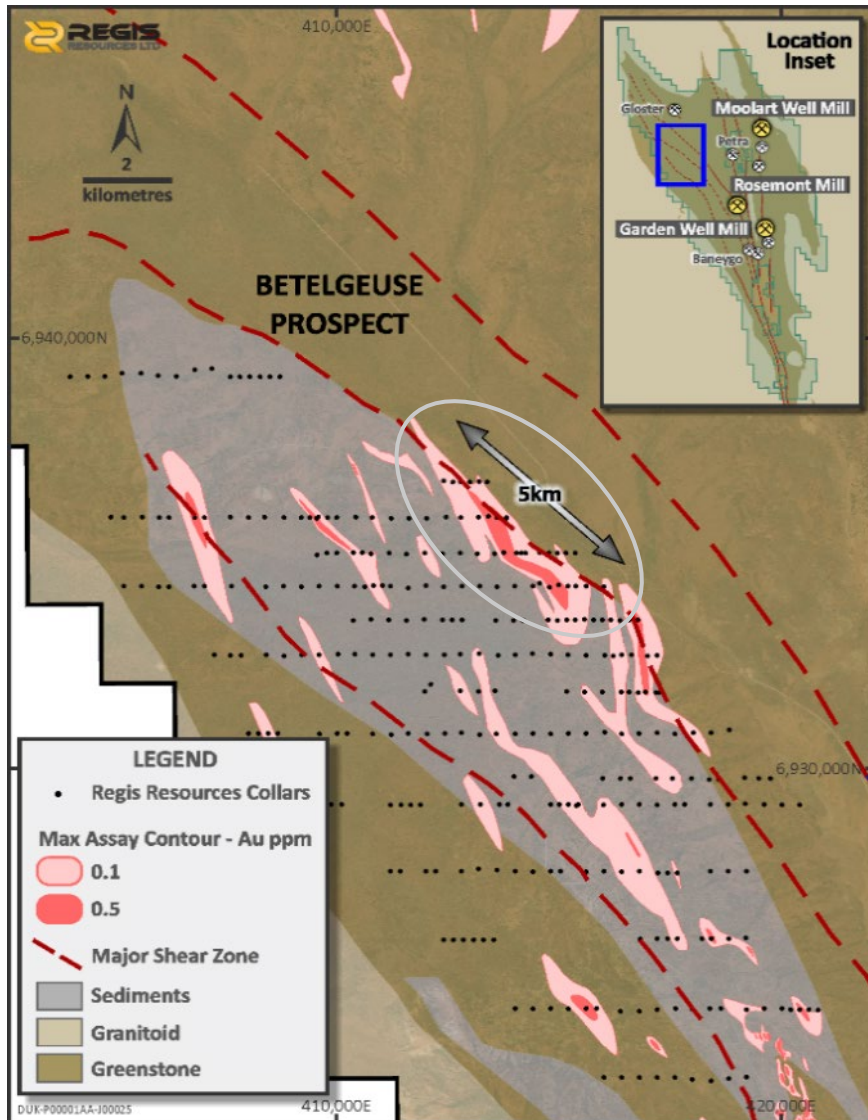 REGIS
RESOURCES LTD
410,000E
N
2
kilometres
Location
Inset
Gloster
Moolart Well Mill
Petra
Rosemont Mill
Garden Well Mill
Baneygo
BETELGEUSE
PROSPECT
6,940,000N
5km
6,930,000N
LEGEND
Regis Resources Collars
Max Assay Contour - Au ppm
0.1
0.5
Major Shear Zone
Sediments
Granitoid
Greenstone
DUK-P00001AA-J00025
410,000E
420,000E